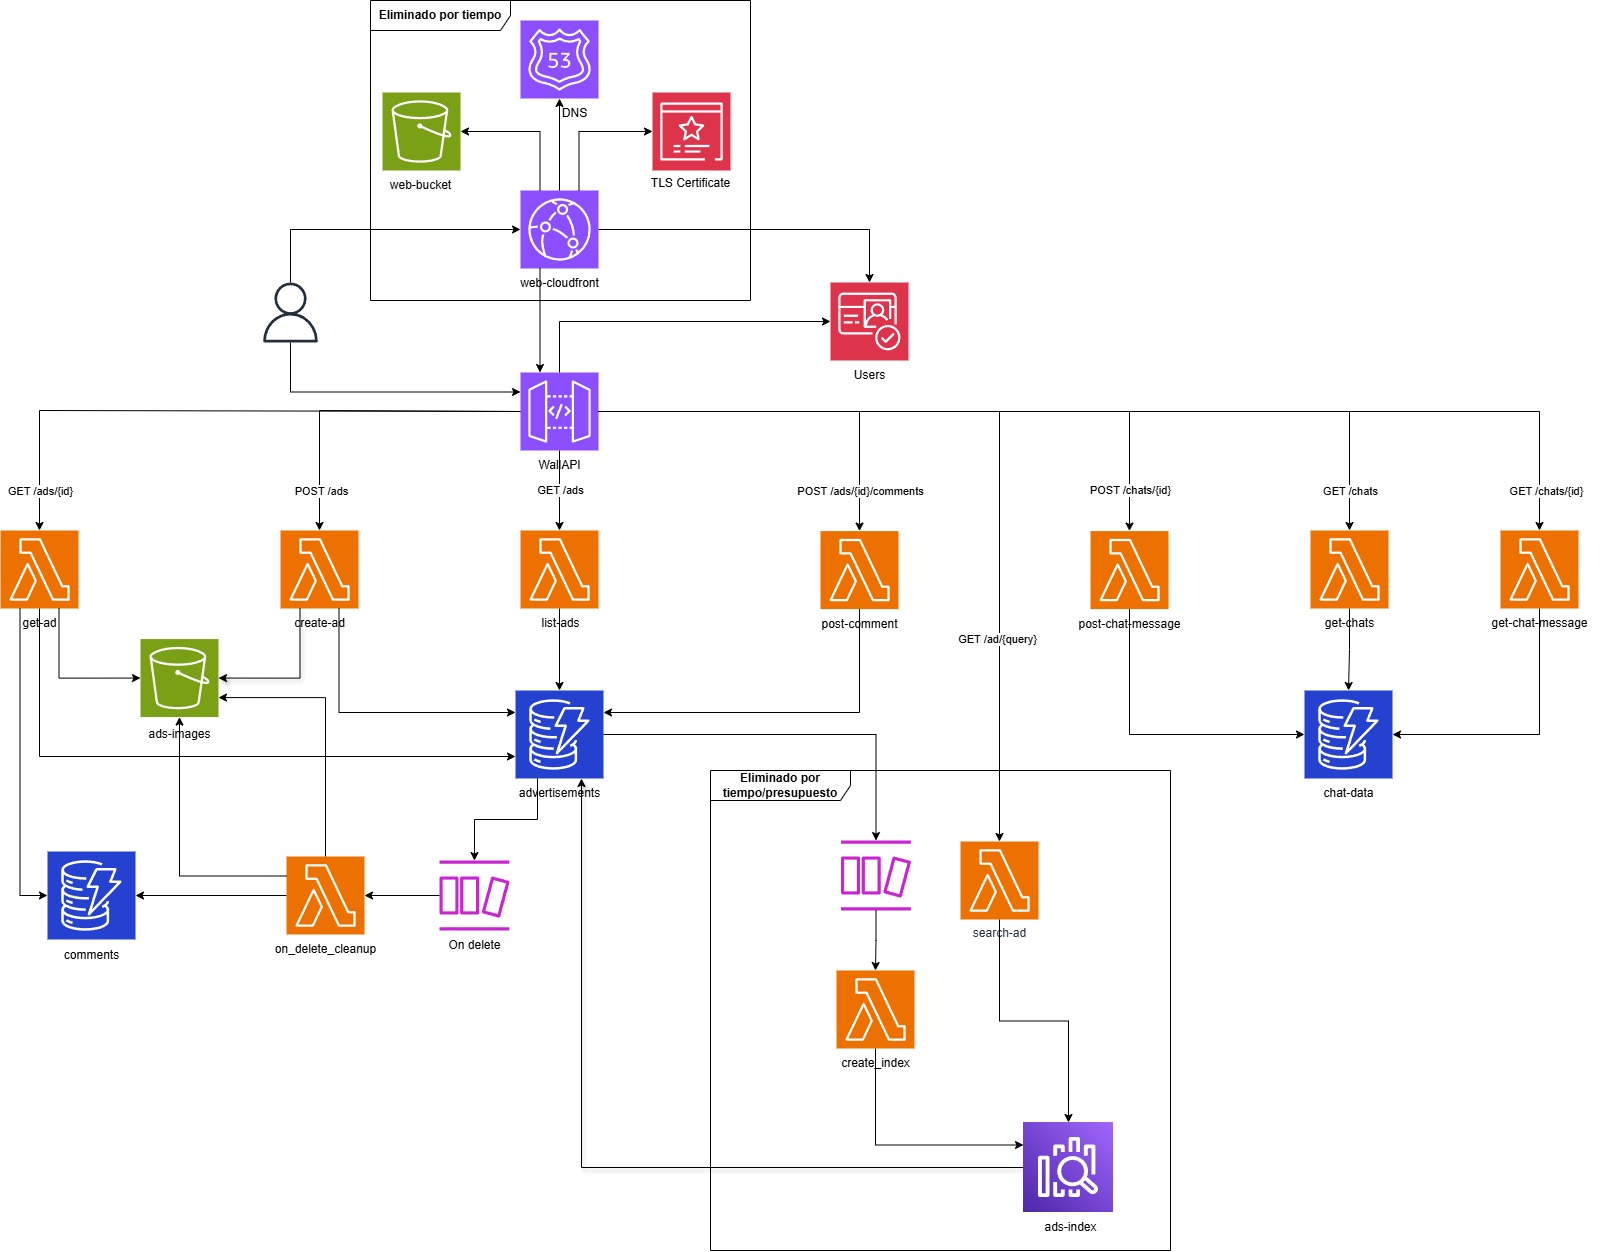 Eliminado por tiempo
53
DNS
web-bucket
TLS Certificate
web-cloudfront
Users
</>
WallAPI
GET /ads/{id}
POST /ads
GET /ads
POST /ads/{id}/comments
POST /chats/{id}
GET /chats
GET /chats/{id}
get-ad
create-ad
list-ads
post-comment
post-chat-message
get-chats
get-chat-message
GET /ad/{query}
ads-images
advertisements
Eliminado por
tiempo/presupuesto
chat-data
comments
on_delete_cleanup
On delete
search-ad
create_index
ads-index